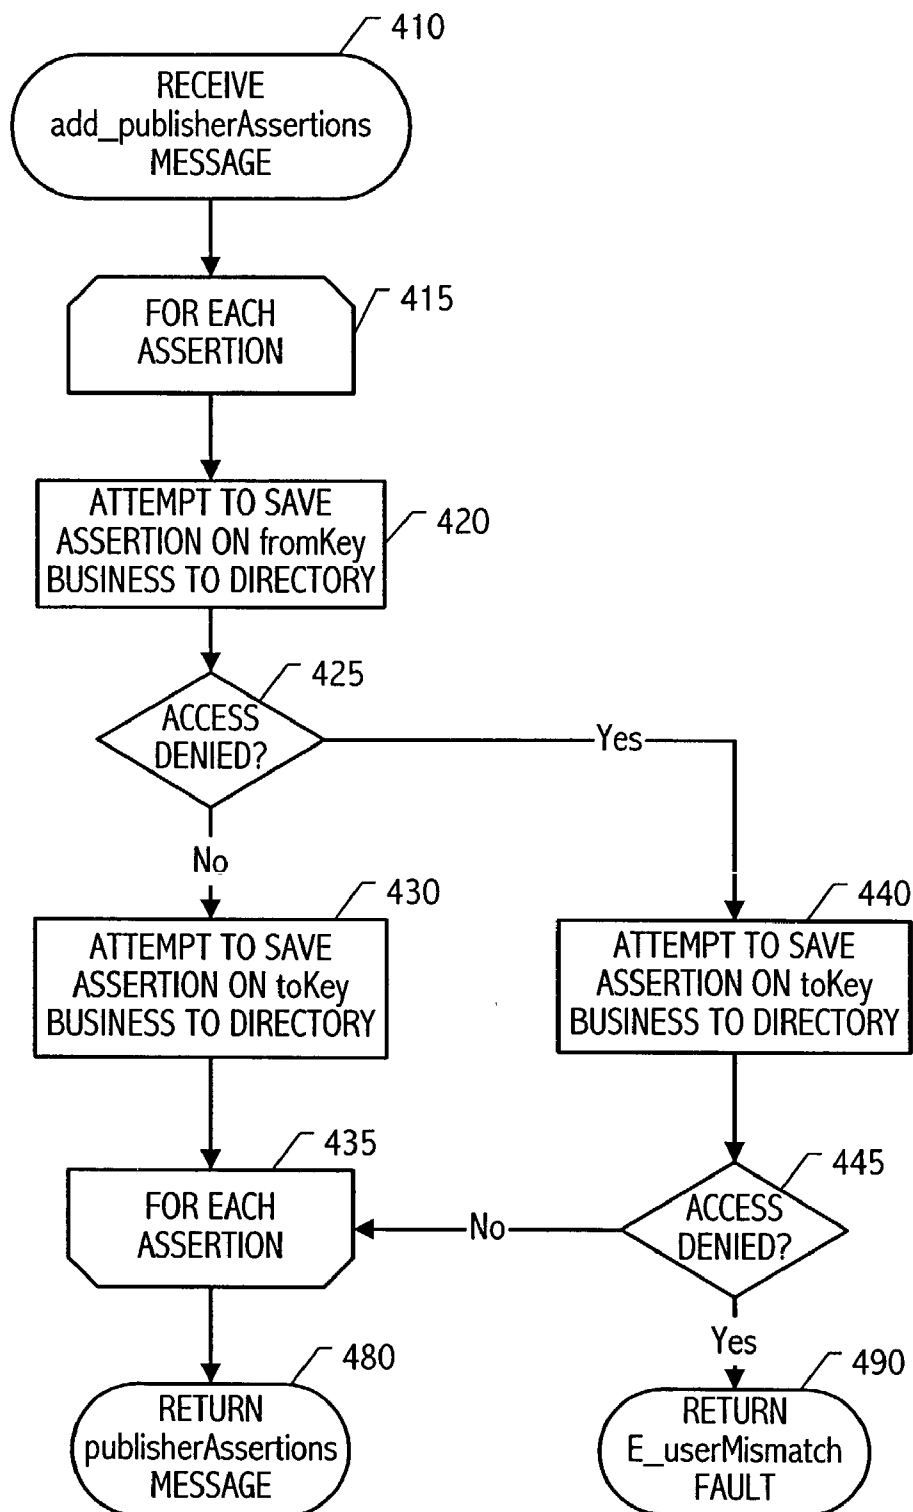 410
RECEIVE
add_publisherAssertions
MESSAGE
415
FOR EACH
ASSERTION
420
ATTEMPT TO SAVE
ASSERTION ON fromKey
BUSINESS TO DIRECTORY
425
ACCESS
DENIED?
Yes
No
430
ATTEMPT TO SAVE
ASSERTION ON toKey
BUSINESS TO DIRECTORY
440
ATTEMPT TO SAVE
ASSERTION ON toKey
BUSINESS TO DIRECTORY
435
FOR EACH
ASSERTION
445
ACCESS
DENIED?
No
Yes
480
RETURN
publisherAssertions
MESSAGE
490
RETURN
E_userMismatch
FAULT